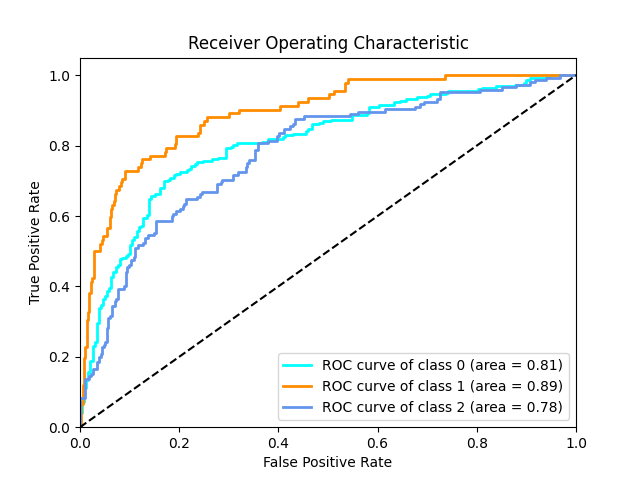 Receiver Operating Characteristic
True Positive Rate
1.0
0.8
0.6
0.4
0.2
0.0
0.0 0.2 0.4 0.6 0.8 1.0
False Positive Rate
ROC curve of class 0 (area = 0.81)
ROC curve of class 1 (area = 0.89)
ROC curve of class 2 (area = 0.78)